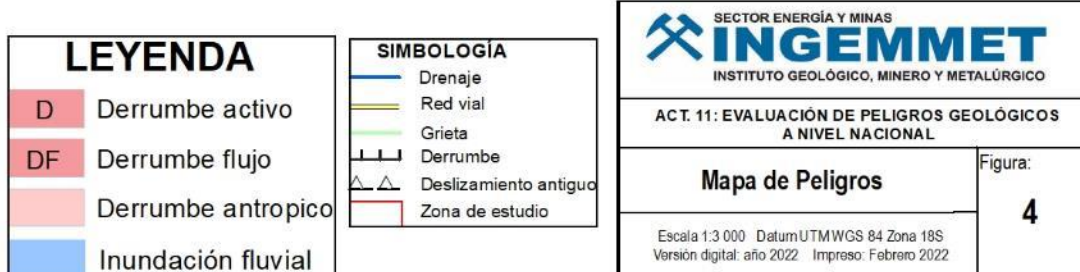 LEYENDA
D Derrumbe activo
DF Derrumbe flujo
Derrumbe antropico
Inundación fluvial
SIMBOLOGÍA
Drenaje
Red vial
Grieta
Derrumbe
Deslizamiento antiguo
Zona de estudio
SECTOR ENERGÍA Y MINAS
INGEMMET
INSTITUTO GEOLÓGICO, MINERO Y METALÚRGICO
ACT. 11: EVALUACIÓN DE PELIGROS GEOLÓGICOS
A NIVEL NACIONAL
Mapa de Peligros
Figura:
4
Escala 1:3 000 Datum UTM WGS 84 Zona 18S
Versión digital: año 2022 Impreso: Febrero 2022